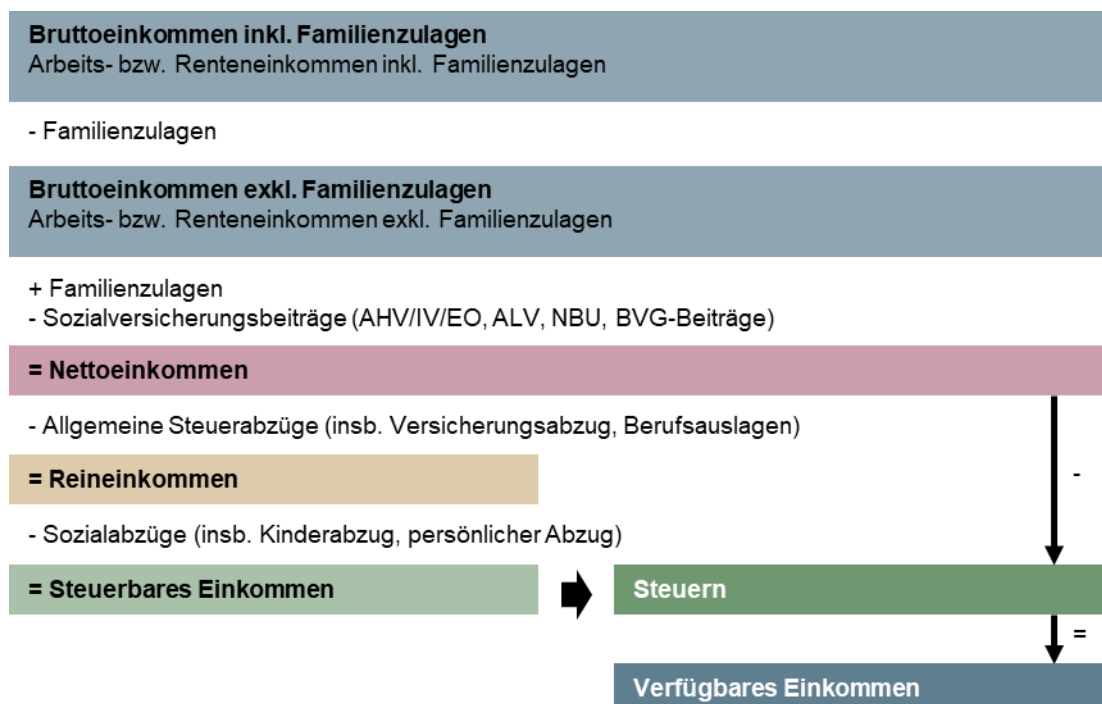 Bruttoeinkommen inkl. Familienzulagen
Arbeits- bzw. Renteneinkommen inkl. Familienzulagen
- Familienzulagen
Bruttoeinkommen exkl. Familienzulagen
Arbeits- bzw. Renteneinkommen exkl. Familienzulagen
+ Familienzulagen
- Sozialversicherungsbeiträge (AHV/IV/EO, ALV, NBU, BVG-Beiträge)
= Nettoeinkommen
- Allgemeine Steuerabzüge (insb. Versicherungsabzug, Berufsauslagen)
= Reineinkommen
-
- Sozialabzüge (insb. Kinderabzug, persönlicher Abzug)
= Steuerbares Einkommen
Steuern
=
Verfügbares Einkommen